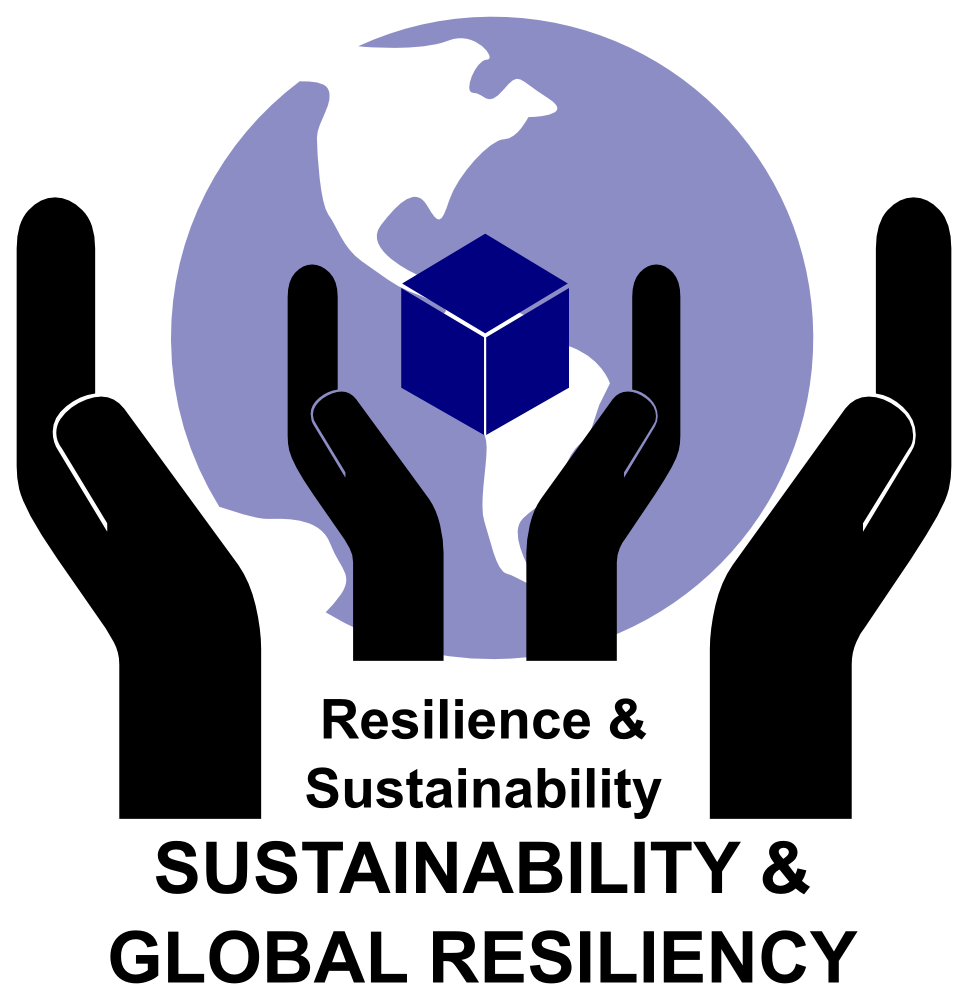 Resilience &
Sustainability
SUSTAINABILITY &
GLOBAL RESILIENCY